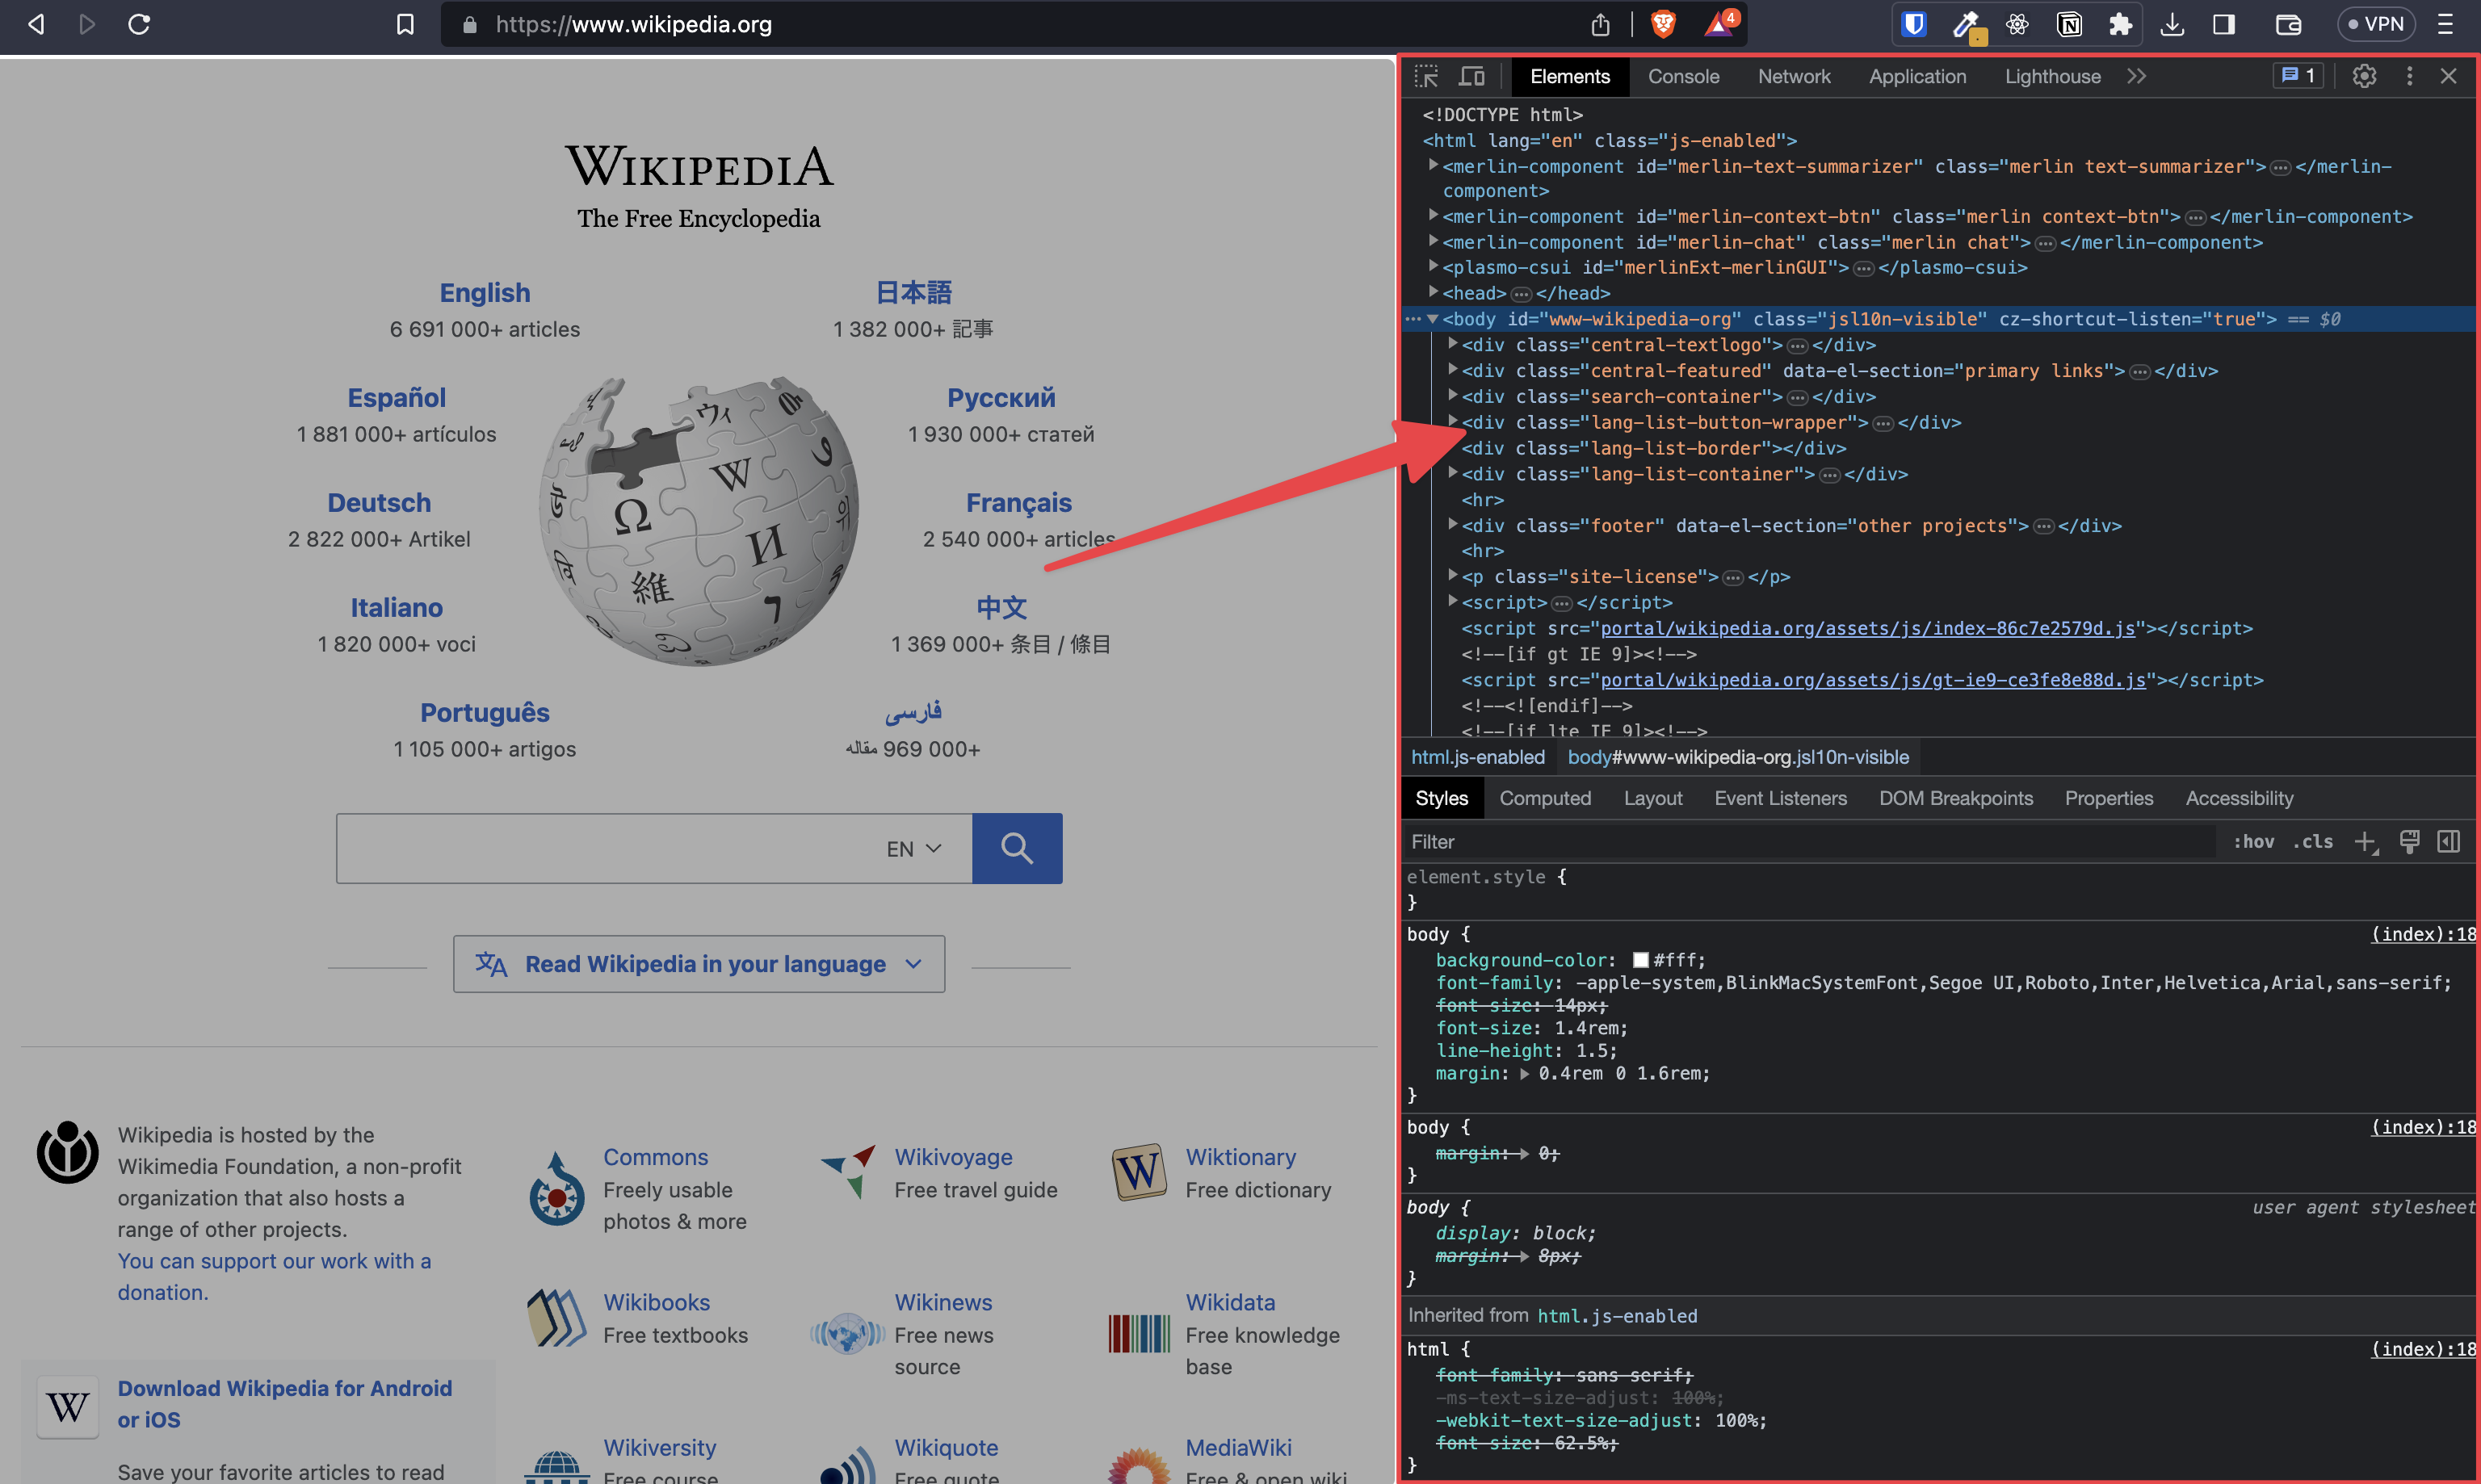 https://www.wikipedia.org
4
VPN
WIKIPEDIA
The Free Encyclopedia
English
6 691 000+ articles
日本語
1 382 000+ 記事
Español
1 881 000+ artículos
Русский
1 930 000+ статей
Deutsch
2 822 000+ Artikel
Français
2 540 000+ articles
Italiano
1 820 000+ voci
中文
1 369 000+ 条目 / 條目
Português
1 105 000+ artigos
فارسی
969 000+ مقاله
EN
Read Wikipedia in your language
Wikipedia is hosted by the
Wikimedia Foundation, a non-profit
organization that also hosts a
range of other projects.
You can support our work with a
donation.
Download Wikipedia for Android
or iOS
Save your favorite articles to read
Commons
Freely usable
photos & more
Wikivoyage
Free travel guide
Wiktionary
Free dictionary
Wikibooks
Free textbooks
Wikinews
Free news
source
Wikidata
Free knowledge
base
Wikiversity
Free course
Wikiquote
Free quote
MediaWiki
Free & open wiki
Elements Console Network Application Lighthouse 1
<!DOCTYPE html>
<html lang="en" class="js-enabled">
<merlin-component id="merlin-text-summarizer" class="merlin text-summarizer">…</merlin-
component>
<merlin-component id="merlin-context-btn" class="merlin context-btn">…</merlin-component>
<merlin-component id="merlin-chat" class="merlin chat">…</merlin-component>
<plasmo-csui id="merlinExt-merlinGUI">…</plasmo-csui>
<head>…</head>
<body id="www-wikipedia-org" class="jsl10n-visible" cz-shortcut-listen="true"> == $0
<div class="central-textlogo">…</div>
<div class="central-featured" data-el-section="primary links">…</div>
<div class="search-container">…</div>
<div class="lang-list-button-wrapper">…</div>
<div class="lang-list-border"></div>
<div class="lang-list-container">…</div>
<hr>
<div class="footer" data-el-section="other projects">…</div>
<hr>
<p class="site-license">…</p>
<script>…</script>
<script src="portal/wikipedia.org/assets/js/index-86c7e2579d.js"></script>
<!--[if gt IE 9]><!-->
<script src="portal/wikipedia.org/assets/js/gt-ie9-ce3fe8e88d.js"></script>
<!--<![endif]-->
<!--[if lte IE 9]><!-->
html.js-enabled body#www-wikipedia-org.jsl10n-visible
Styles Computed Layout Event Listeners DOM Breakpoints Properties Accessibility
Filter :hov .cls
element.style {
}
body { (index):18
background-color: #fff;
font-family: -apple-system,BlinkMacSystemFont,Segoe UI,Roboto,Inter,Helvetica,Arial,sans-serif;
font-size: 14px;
font-size: 1.4rem;
line-height: 1.5;
margin: 0.4rem 0 1.6rem;
}
body { (index):18
margin: 0;
}
body { user agent stylesheet
display: block;
margin: 8px;
}
Inherited from html.js-enabled
html { (index):18
font-family: sans-serif;
-ms-text-size-adjust: 100%;
-webkit-text-size-adjust: 100%;
font-size: 62.5%;
}